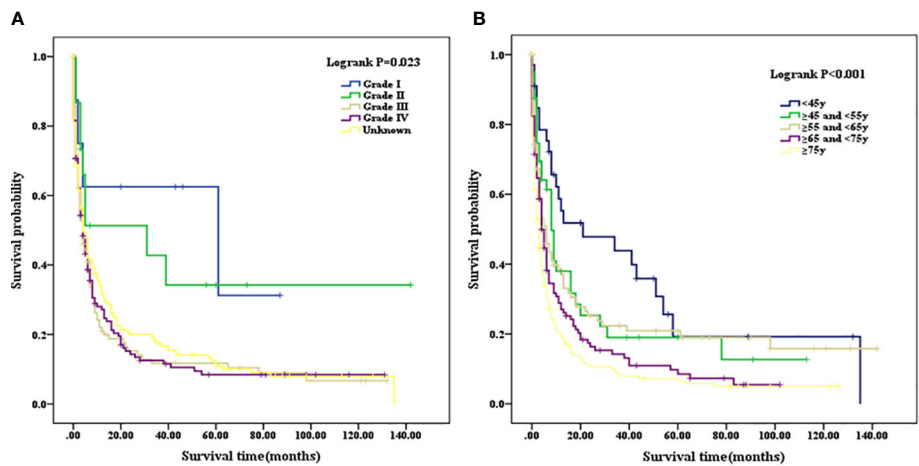 A
Logrank P=0.023
Grade I
Grade II
Grade III
Grade IV
Unknown
Survival probability
1.0
0.8
0.6
0.4
0.2
0.0
.00 20.00 40.00 60.00 80.00 100.00 120.00 140.00
Survival time(months)
B
Logrank P<0.001
<45y
≥45 and <55y
≥55 and <65y
≥65 and <75y
≥75y
Survival probability
1.0
0.8
0.6
0.4
0.2
0.0
.00 20.00 40.00 60.00 80.00 100.00 120.00 140.00
Survival time(months)